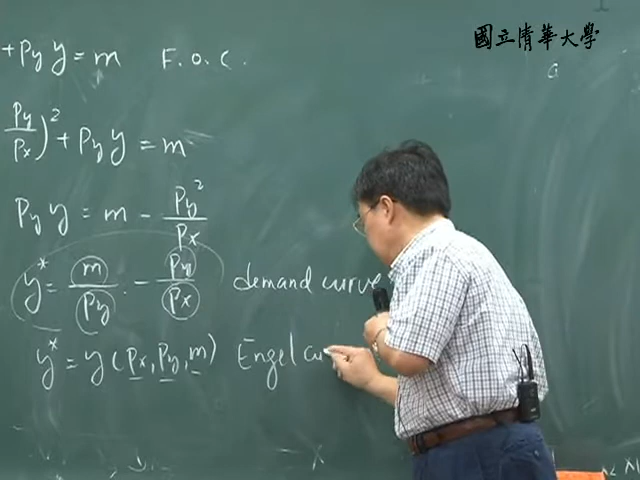 國立清華大學
+ Py y = m F.O.C.
Py/Px)² + Py y = m
Py y = m - Py²/Px
y* = m/Py - Py/Px demand curve
y* = y(Px, Py, m) Engel cu